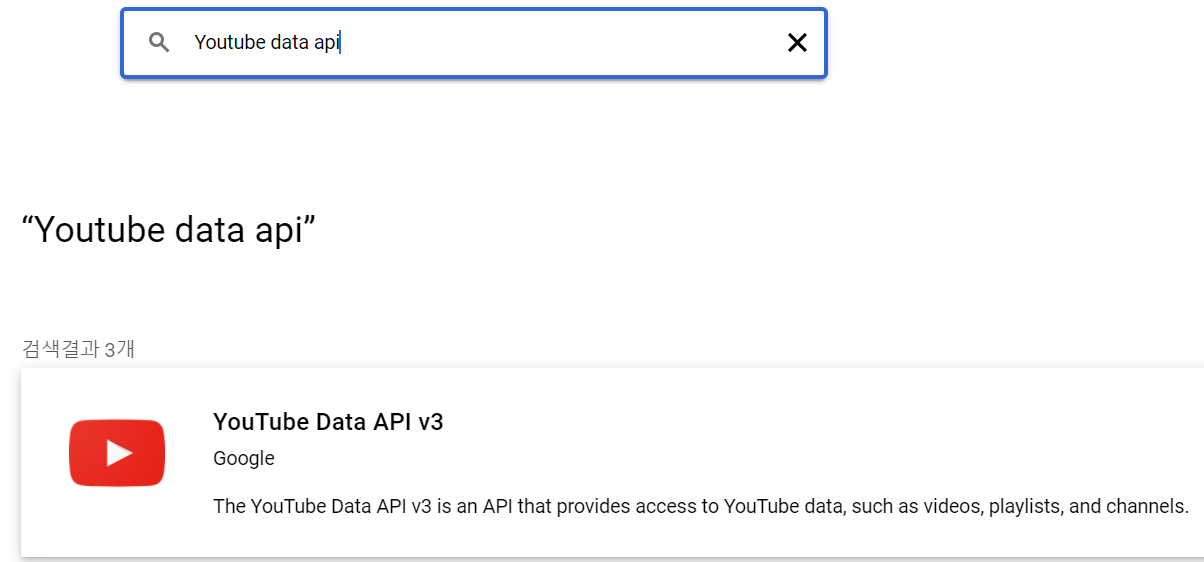 Youtube data api
“Youtube data api”
검색결과 3개
YouTube Data API v3
Google
The YouTube Data API v3 is an API that provides access to YouTube data, such as videos, playlists, and channels.